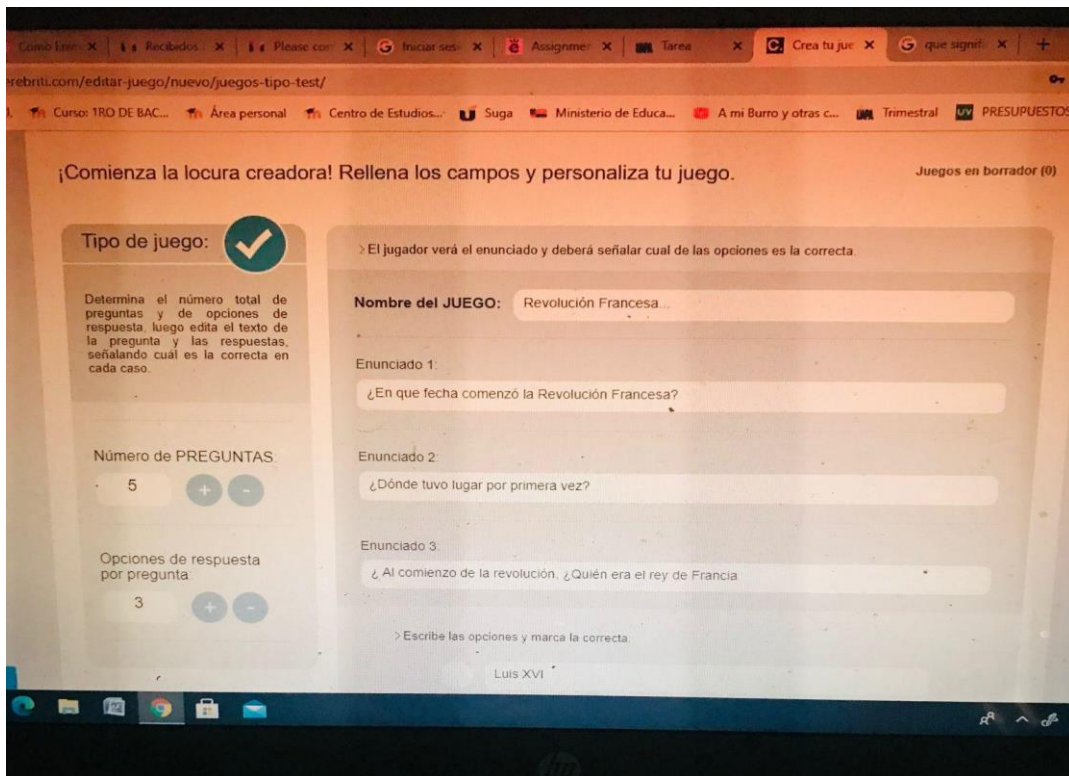 Recibidos
Please con
Iniciar ses
Assignmer
Tarea
Crea tu jue
que signifi
erebriti.com/editar-juego/nuevo/juegos-tipo-test/
Curso: 1RO DE BAC...
Área personal
Centro de Estudios...
Suga
Ministerio de Educa...
A mi Burro y otras c...
Trimestral
PRESUPUESTOS
¡Comienza la locura creadora! Rellena los campos y personaliza tu juego.
Juegos en borrador (0)
Tipo de juego:
Determina el número total de
preguntas y de opciones de
respuesta, luego edita el texto de
la pregunta y las respuestas,
señalando cuál es la correcta en
cada caso.
Número de PREGUNTAS:
5
+ -
Opciones de respuesta
por pregunta:
3
+ -
> El jugador verá el enunciado y deberá señalar cual de las opciones es la correcta.
Nombre del JUEGO:
Revolución Francesa...
Enunciado 1:
¿En que fecha comenzó la Revolución Francesa?
Enunciado 2:
¿Dónde tuvo lugar por primera vez?
Enunciado 3:
¿ Al comienzo de la revolución. ¿Quién era el rey de Francia
> Escribe las opciones y marca la correcta:
Luis XVI
hp